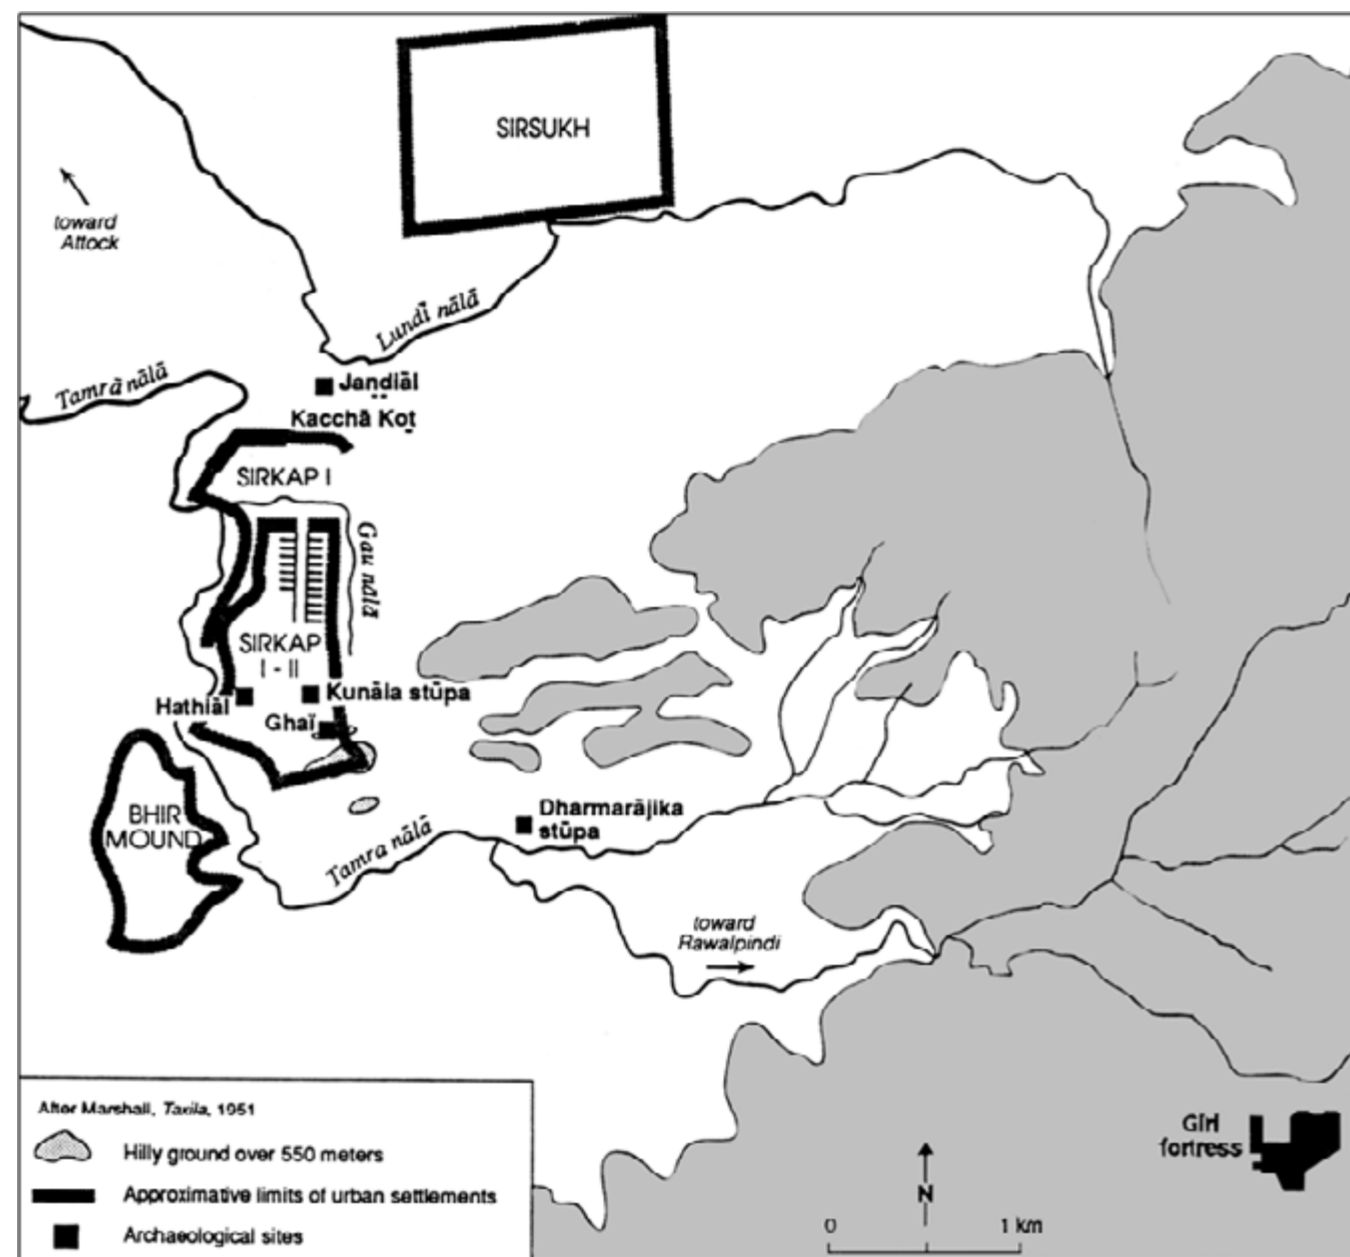 SIRSUKH
toward
Attock
Lundi nālā
Tamrā nālā
Jandiāl
Kacchā Koṭ
SIRKAP I
Gau nālā
SIRKAP
I - II
Hathiāl
Kunāla stūpa
Ghaï
BHIR
MOUND
Dharmarājika
stūpa
Tamra nālā
toward
Rawalpindi
After Marshall, Taxila, 1951
Hilly ground over 550 meters
Approximative limits of urban settlements
Archaeological sites
Giri
fortress
N
0 1 km